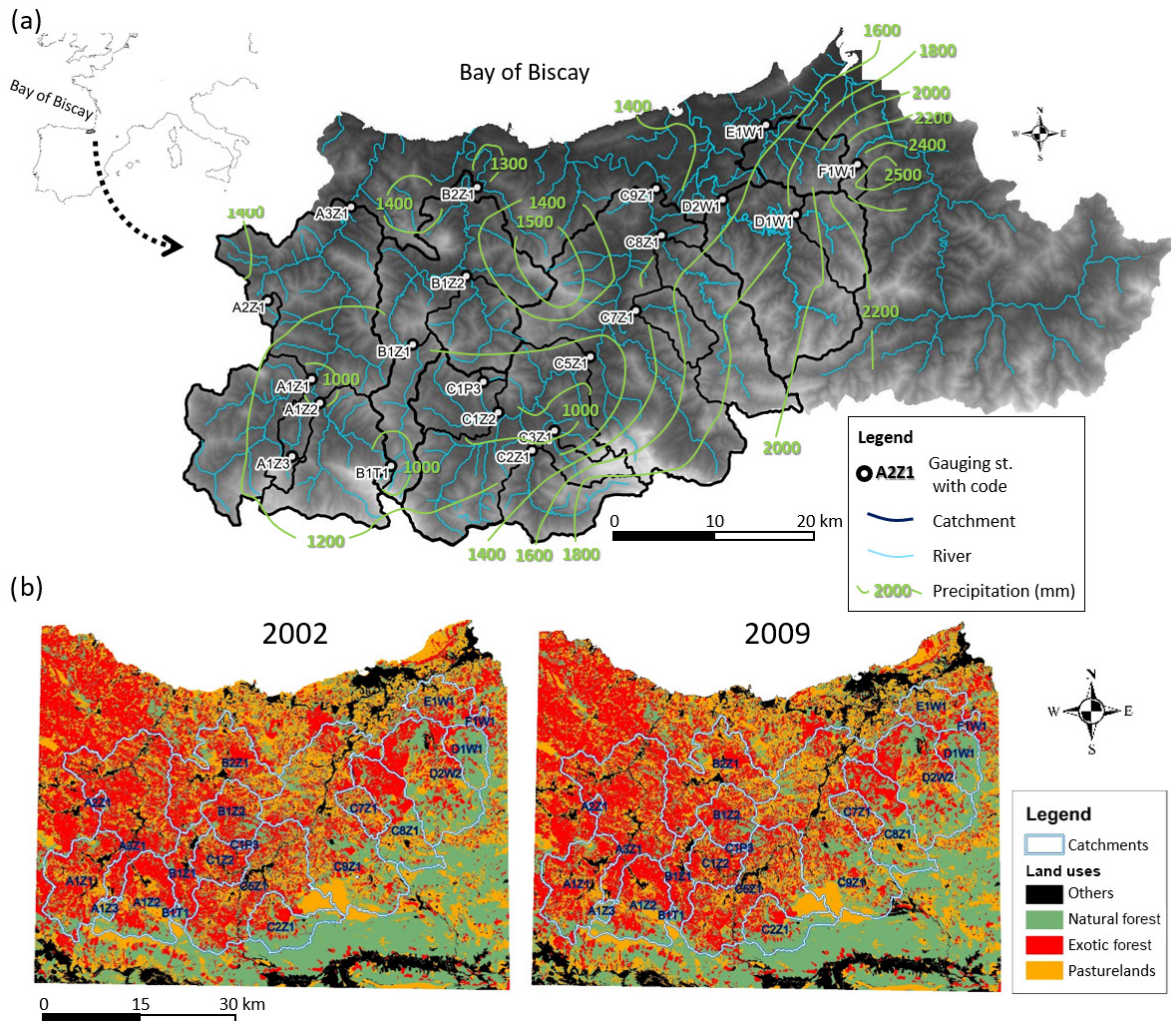 (a)
Bay of Biscay
Bay of Biscay
N
W E
S
1600
1800
2000
2200
2400
2500
1400
1300
1400
1400
1500
1400
2200
1000
1000
1000
2000
1200
1400
1600
1800
E1W1
F1W1
B2Z1
C9Z1
D2W1
A3Z1
D1W1
C8Z1
B1Z2
A2Z1
C7Z1
B1Z1
C5Z1
A1Z1
C1P3
A1Z2
C1Z2
C3Z1
C2Z1
A1Z3
B1T1
0 10 20 km
Legend
A2Z1 Gauging st.
with code
Catchment
River
2000 Precipitation (mm)
(b)
2002
2009
E1W1
F1W1
D1W1
B2Z1
D2W2
A2Z1
C7Z1
B1Z2
C8Z1
A3Z1
C1P3
C1Z2
B1Z1
C9Z1
A1Z1
C5Z1
A1Z3
A1Z2
B1T1
C2Z1
E1W1
F1W1
D1W1
B2Z1
D2W2
A2Z1
C7Z1
B1Z2
C8Z1
A3Z1
C1P3
C1Z2
B1Z1
C9Z1
A1Z1
C5Z1
A1Z3
A1Z2
B1T1
C2Z1
N
W E
S
Legend
Catchments
Land uses
Others
Natural forest
Exotic forest
Pasturelands
0 15 30 km